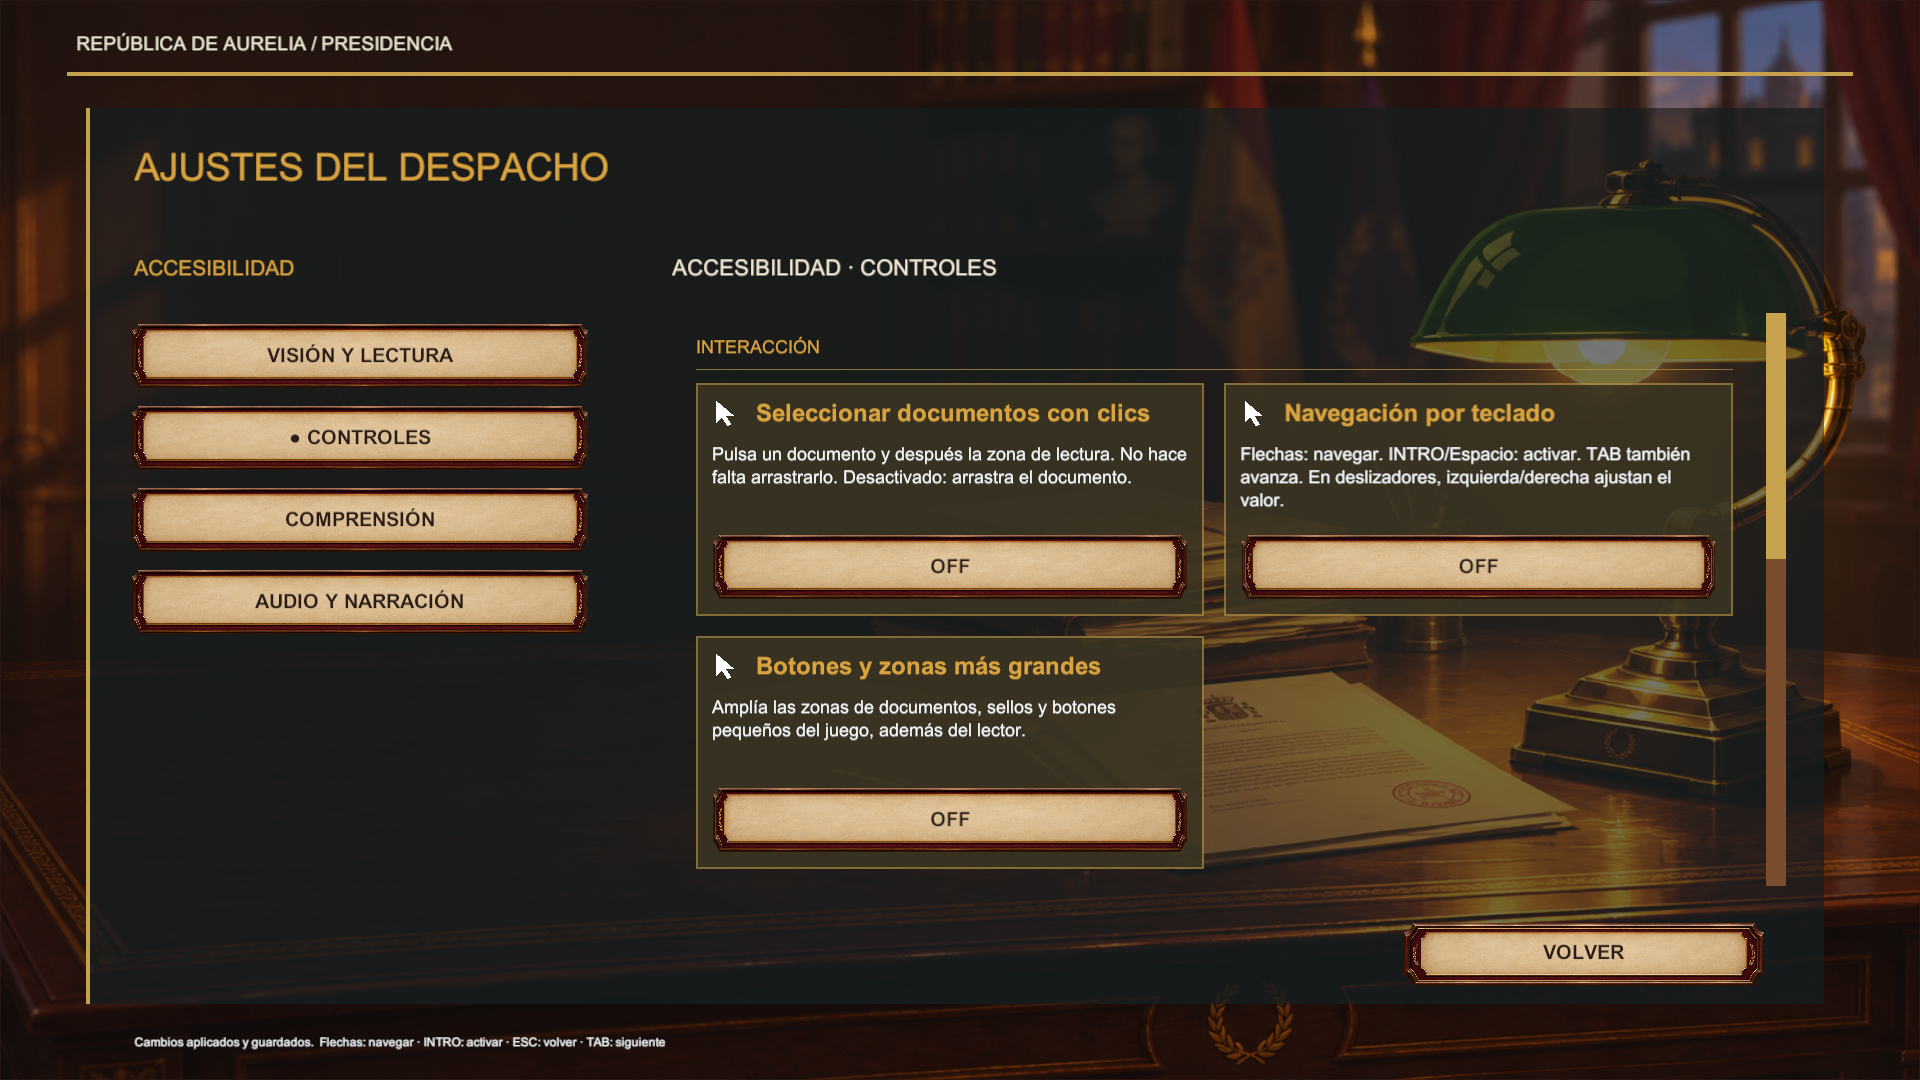 REPÚBLICA DE AURELIA / PRESIDENCIA
AJUSTES DEL DESPACHO
ACCESIBILIDAD
VISIÓN Y LECTURA
● CONTROLES
COMPRENSIÓN
AUDIO Y NARRACIÓN
ACCESIBILIDAD · CONTROLES
INTERACCIÓN
Seleccionar documentos con clics
Pulsa un documento y después la zona de lectura. No hace
falta arrastrarlo. Desactivado: arrastra el documento.
OFF
Navegación por teclado
Flechas: navegar. INTRO/Espacio: activar. TAB también
avanza. En deslizadores, izquierda/derecha ajustan el
valor.
OFF
Botones y zonas más grandes
Amplía las zonas de documentos, sellos y botones
pequeños del juego, además del lector.
OFF
VOLVER
Cambios aplicados y guardados. Flechas: navegar · INTRO: activar · ESC: volver · TAB: siguiente